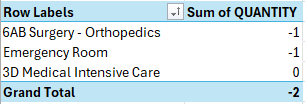 Row Labels Sum of QUANTITY
6AB Surgery - Orthopedics -1
Emergency Room -1
3D Medical Intensive Care 0
Grand Total -2